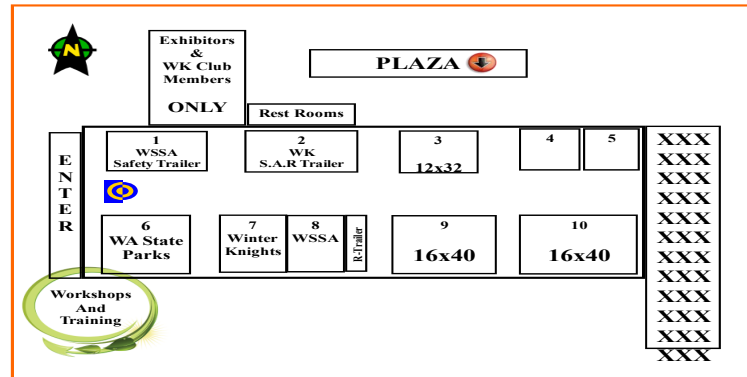 N
Exhibitors
&
WK Club
Members
ONLY
PLAZA
Rest Rooms
ENTER
1
WSSA
Safety Trailer
2
WK
S.A.R Trailer
3
12x32
4
5
6
WA State
Parks
7
Winter
Knights
8
WSSA
R-Trailer
9
16x40
10
16x40
XXX
XXX
XXX
XXX
XXX
XXX
XXX
XXX
XXX
XXX
XXX
XXX
Workshops
And
Training